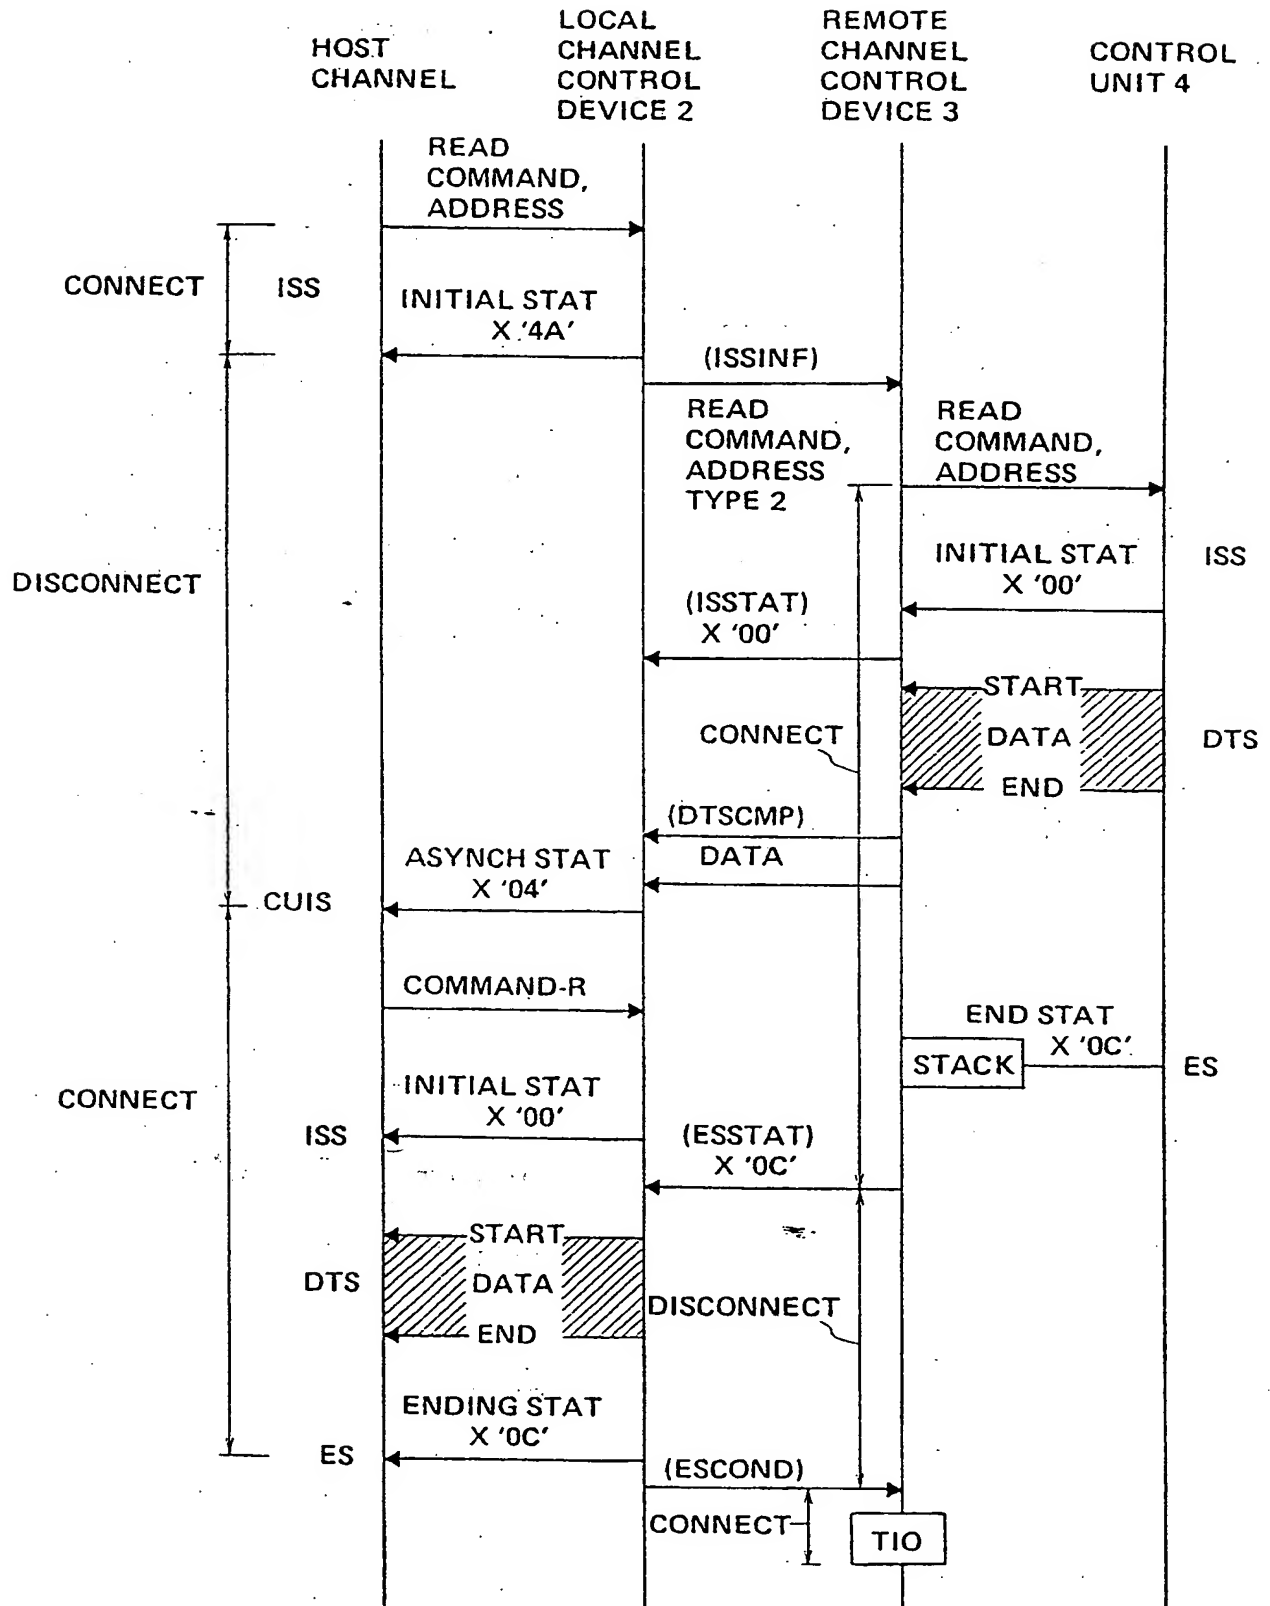 HOST
CHANNEL
LOCAL
CHANNEL
CONTROL
DEVICE 2
REMOTE
CHANNEL
CONTROL
DEVICE 3
CONTROL
UNIT 4
READ
COMMAND,
ADDRESS
CONNECT
ISS
INITIAL STAT
X '4A'
(ISSINF)
READ
COMMAND,
ADDRESS
TYPE 2
READ
COMMAND,
ADDRESS
INITIAL STAT
X '00'
ISS
DISCONNECT
(ISSTAT)
X '00'
START
DATA
END
DTS
CONNECT
(DTSCMP)
DATA
ASYNCH STAT
X '04'
CUIS
COMMAND-R
END STAT
X '0C'
STACK
ES
CONNECT
INITIAL STAT
X '00'
ISS
(ESSTAT)
X '0C'
START
DATA
END
DTS
DISCONNECT
ENDING STAT
X '0C'
ES
(ESCOND)
CONNECT
TIO